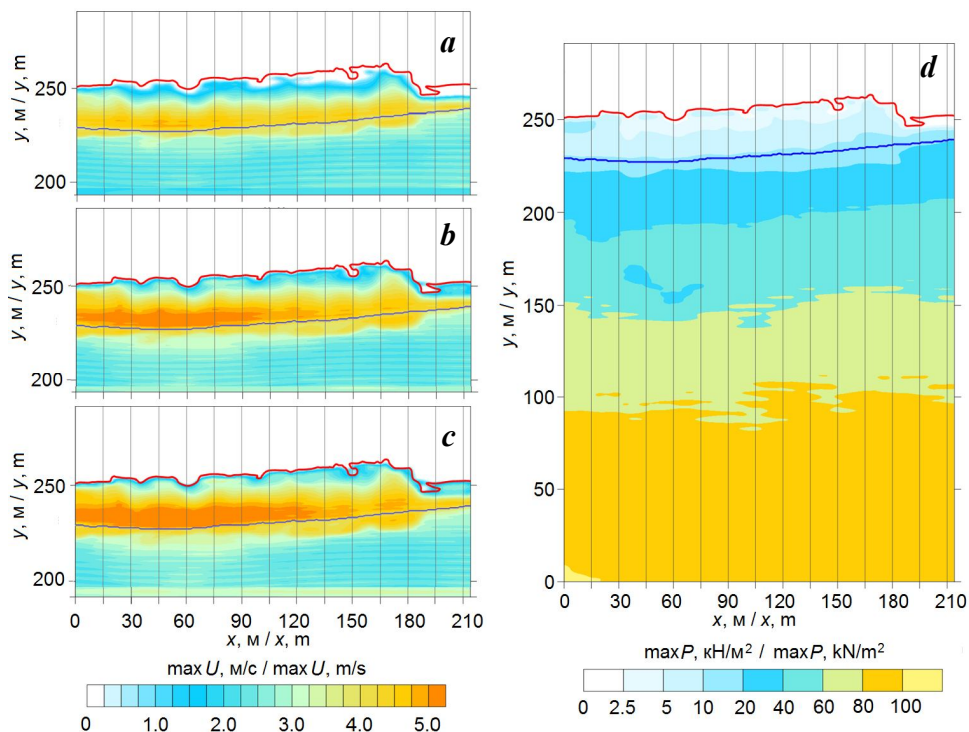 a
y, м / y, m
250
200
b
y, м / y, m
250
200
c
y, м / y, m
250
200
0 30 60 90 120 150 180 210
x, м / x, m
max U, м/с / max U, m/s
0 1.0 2.0 3.0 4.0 5.0
d
y, м / y, m
250
200
150
100
50
0
0 30 60 90 120 150 180 210
x, м / x, m
max P, кН/м² / max P, kN/m²
0 2.5 5 10 20 40 60 80 100